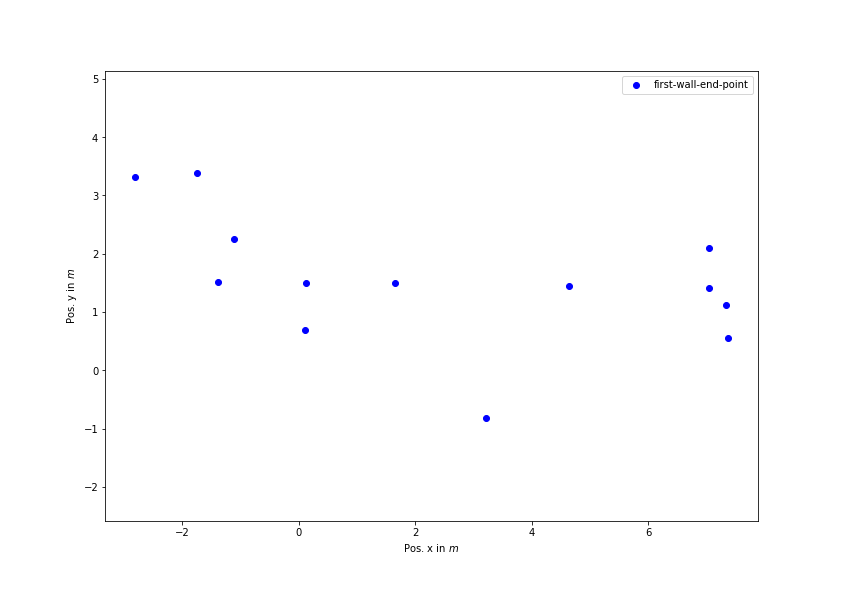 first-wall-end-point
5
4
3
2
1
0
−1
−2
Pos. y in m
−2 0 2 4 6
Pos. x in m